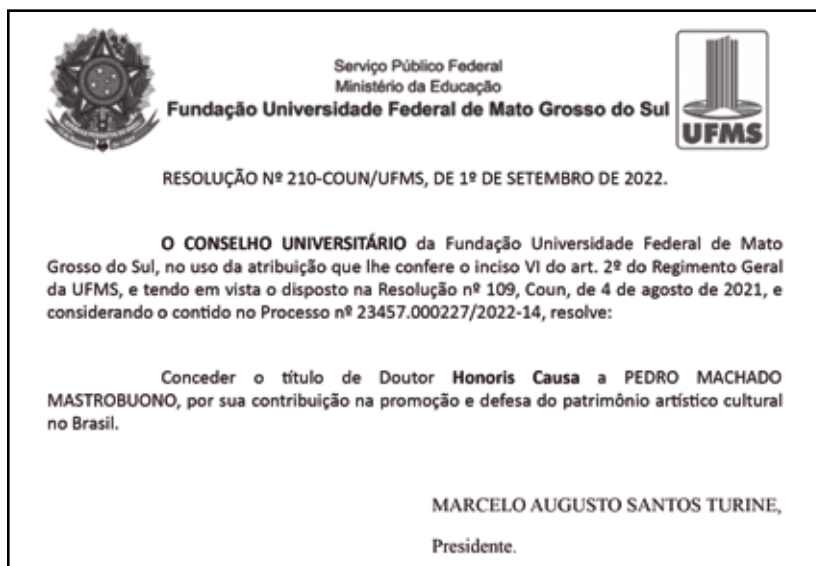 Serviço Público Federal
Ministério da Educação
Fundação Universidade Federal de Mato Grosso do Sul
UFMS
RESOLUÇÃO Nº 210-COUN/UFMS, DE 1º DE SETEMBRO DE 2022.
O CONSELHO UNIVERSITÁRIO da Fundação Universidade Federal de Mato
Grosso do Sul, no uso da atribuição que lhe confere o inciso VI do art. 2º do Regimento Geral
da UFMS, e tendo em vista o disposto na Resolução nº 109, Coun, de 4 de agosto de 2021, e
considerando o contido no Processo nº 23457.000227/2022-14, resolve:
Conceder o título de Doutor Honoris Causa a PEDRO MACHADO
MASTROBUONO, por sua contribuição na promoção e defesa do patrimônio artístico cultural
no Brasil.
MARCELO AUGUSTO SANTOS TURINE,
Presidente.